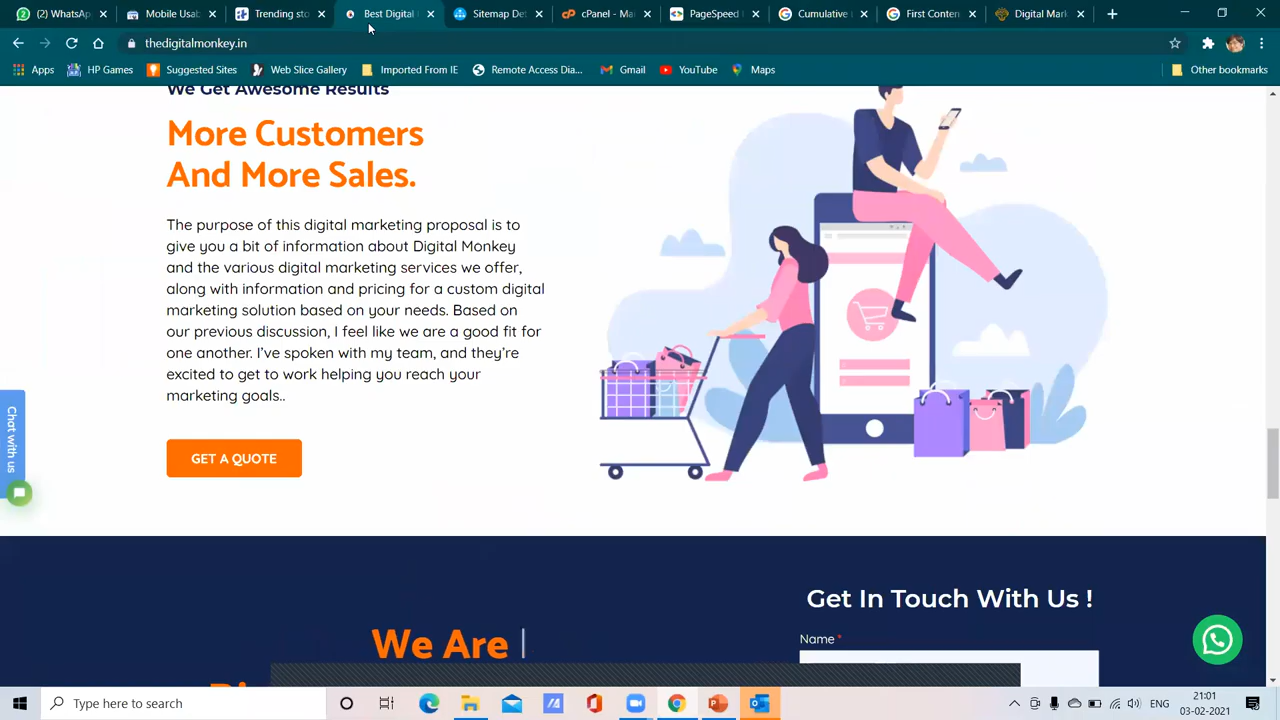 WhatsApp
Mobile Usab
Trending sto
Best Digital
Sitemap Det
cPanel - Ma
PageSpeed
Cumulative
First Conten
Digital Mark
thedigitalmonkey.in
Apps
HP Games
Suggested Sites
Web Slice Gallery
Imported From IE
Remote Access Dia...
Gmail
YouTube
Maps
Other bookmarks
We Get Awesome Results
More Customers
And More Sales.
The purpose of this digital marketing proposal is to
give you a bit of information about Digital Monkey
and the various digital marketing services we offer,
along with information and pricing for a custom digital
marketing solution based on your needs. Based on
our previous discussion, I feel like we are a good fit for
one another. I've spoken with my team, and they're
excited to get to work helping you reach your
marketing goals..
GET A QUOTE
Chat with us
We Are
Get In Touch With Us !
Name *
Type here to search
21:01
03-02-2021